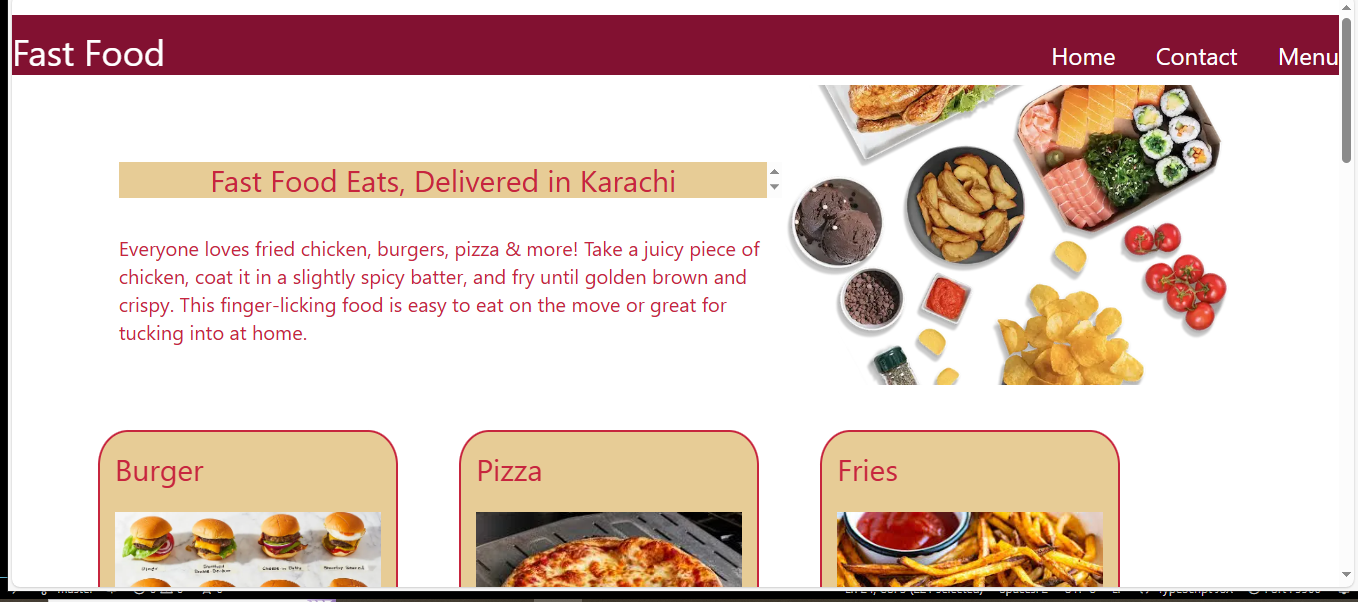 Fast Food
Home Contact Menu
Fast Food Eats, Delivered in Karachi
Everyone loves fried chicken, burgers, pizza & more! Take a juicy piece of
chicken, coat it in a slightly spicy batter, and fry until golden brown and
crispy. This finger-licking food is easy to eat on the move or great for
tucking into at home.
Burger
Pizza
Fries